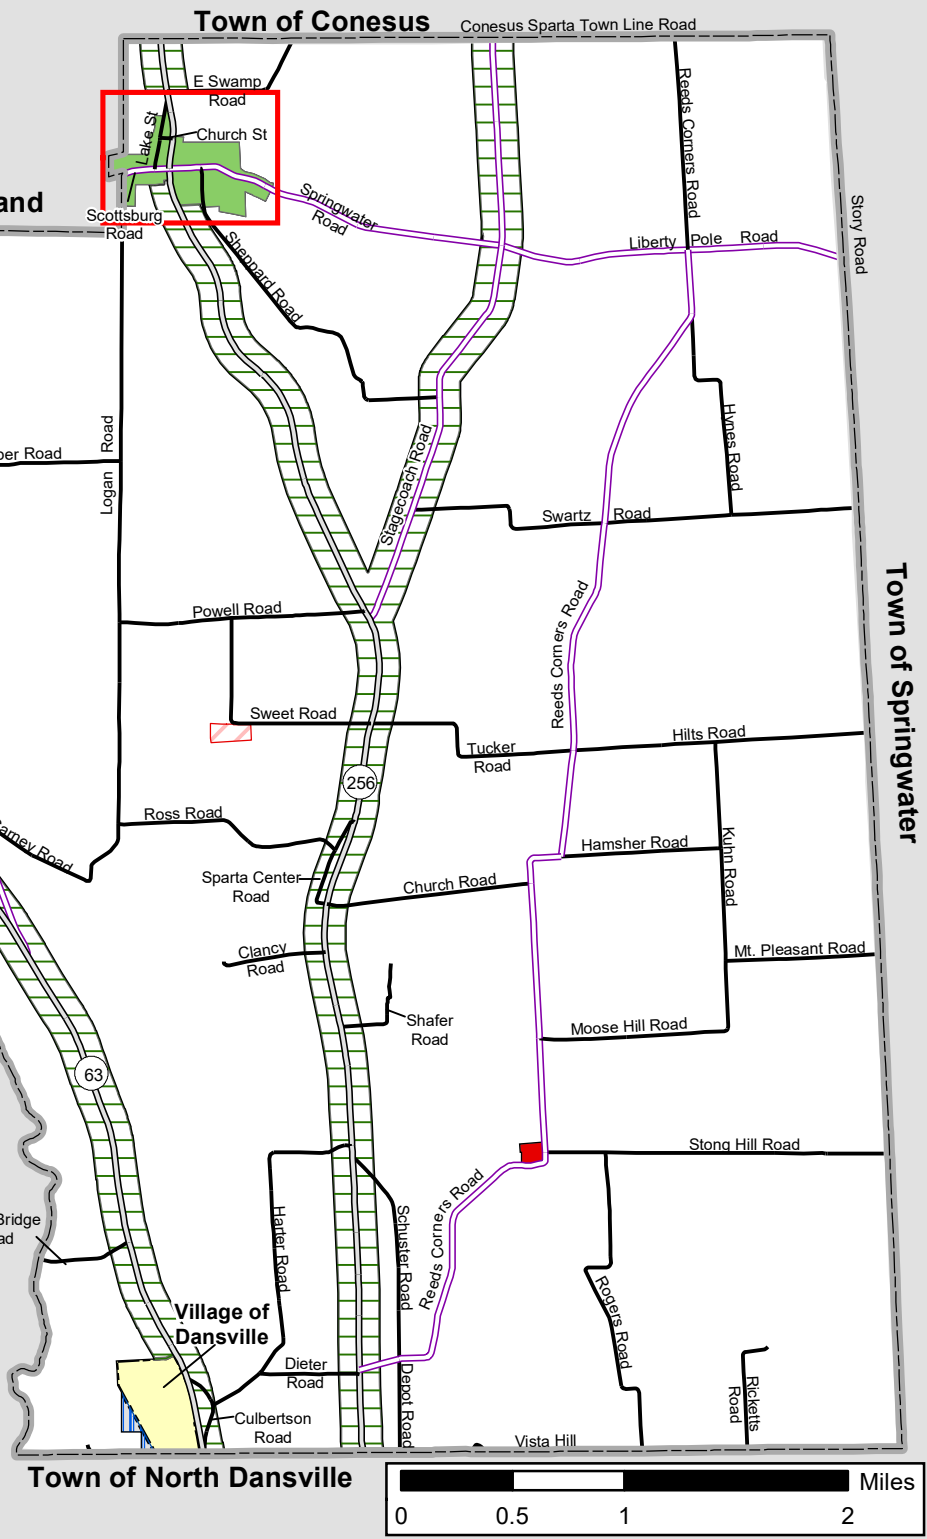 Town of Conesus
Conesus Sparta Town Line Road
E Swamp
Road
Lake St
Church St
Reeds Corners Road
and
Scottsburg
Road
Springwater
Road
Sheppard Road
Liberty Pole Road
Story Road
Logan Road
Stagecoach Road
Hynes Road
per Road
Swartz Road
Town of Springwater
Powell Road
Reeds Corners Road
Sweet Road
Tucker
Road
Hilts Road
256
Ross Road
Hamsher Road
Kuhn Road
arney Road
Sparta Center
Road
Church Road
Clancy
Road
Mt. Pleasant Road
Shafer
Road
Moose Hill Road
63
Stong Hill Road
Reeds Corners Road
Harter Road
Schuster Road
Bridge
ad
Rogers Road
Village of
Dansville
Dieter
Road
Depot Road
Ricketts
Road
Culbertson
Road
Vista Hill
Town of North Dansville
Miles
0 0.5 1 2